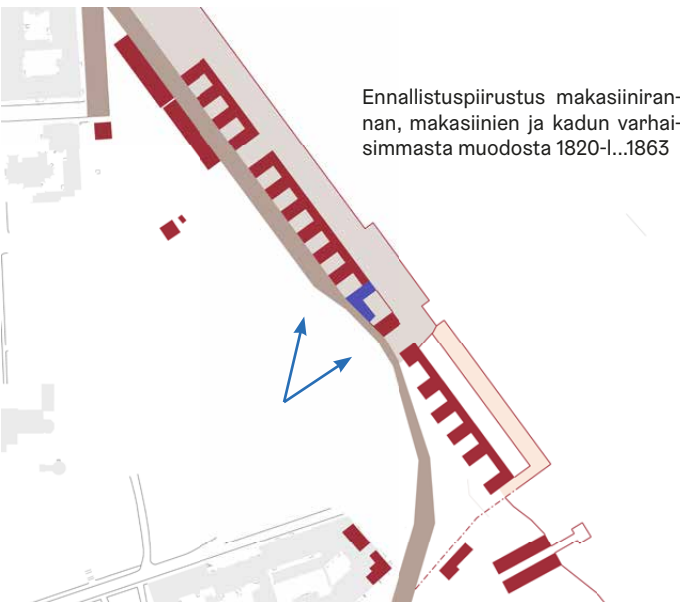 Ennallistuspiirustus makasiiniran-
nan, makasiinien ja kadun varhai-
simmasta muodosta 1820-l...1863